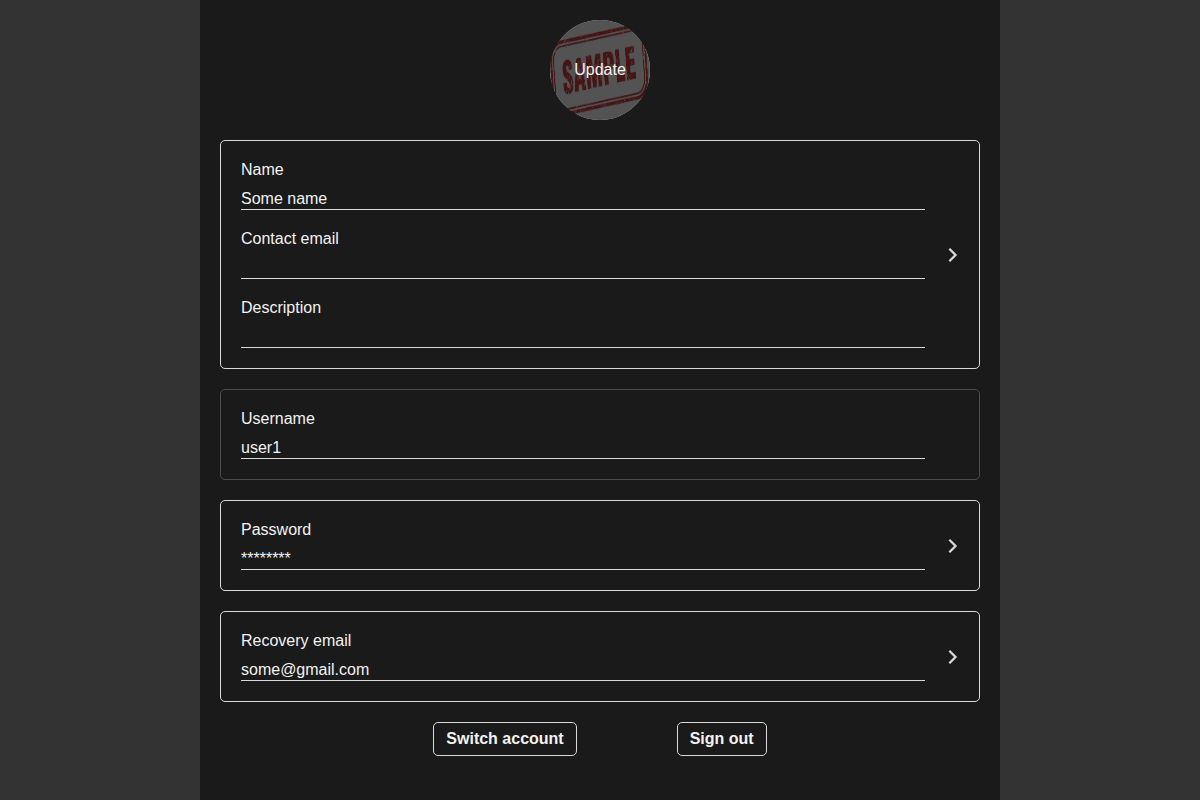 SAMPLE
Update
Name
Some name
Contact email
Description
Username
user1
Password
********
Recovery email
some@gmail.com
Switch account
Sign out